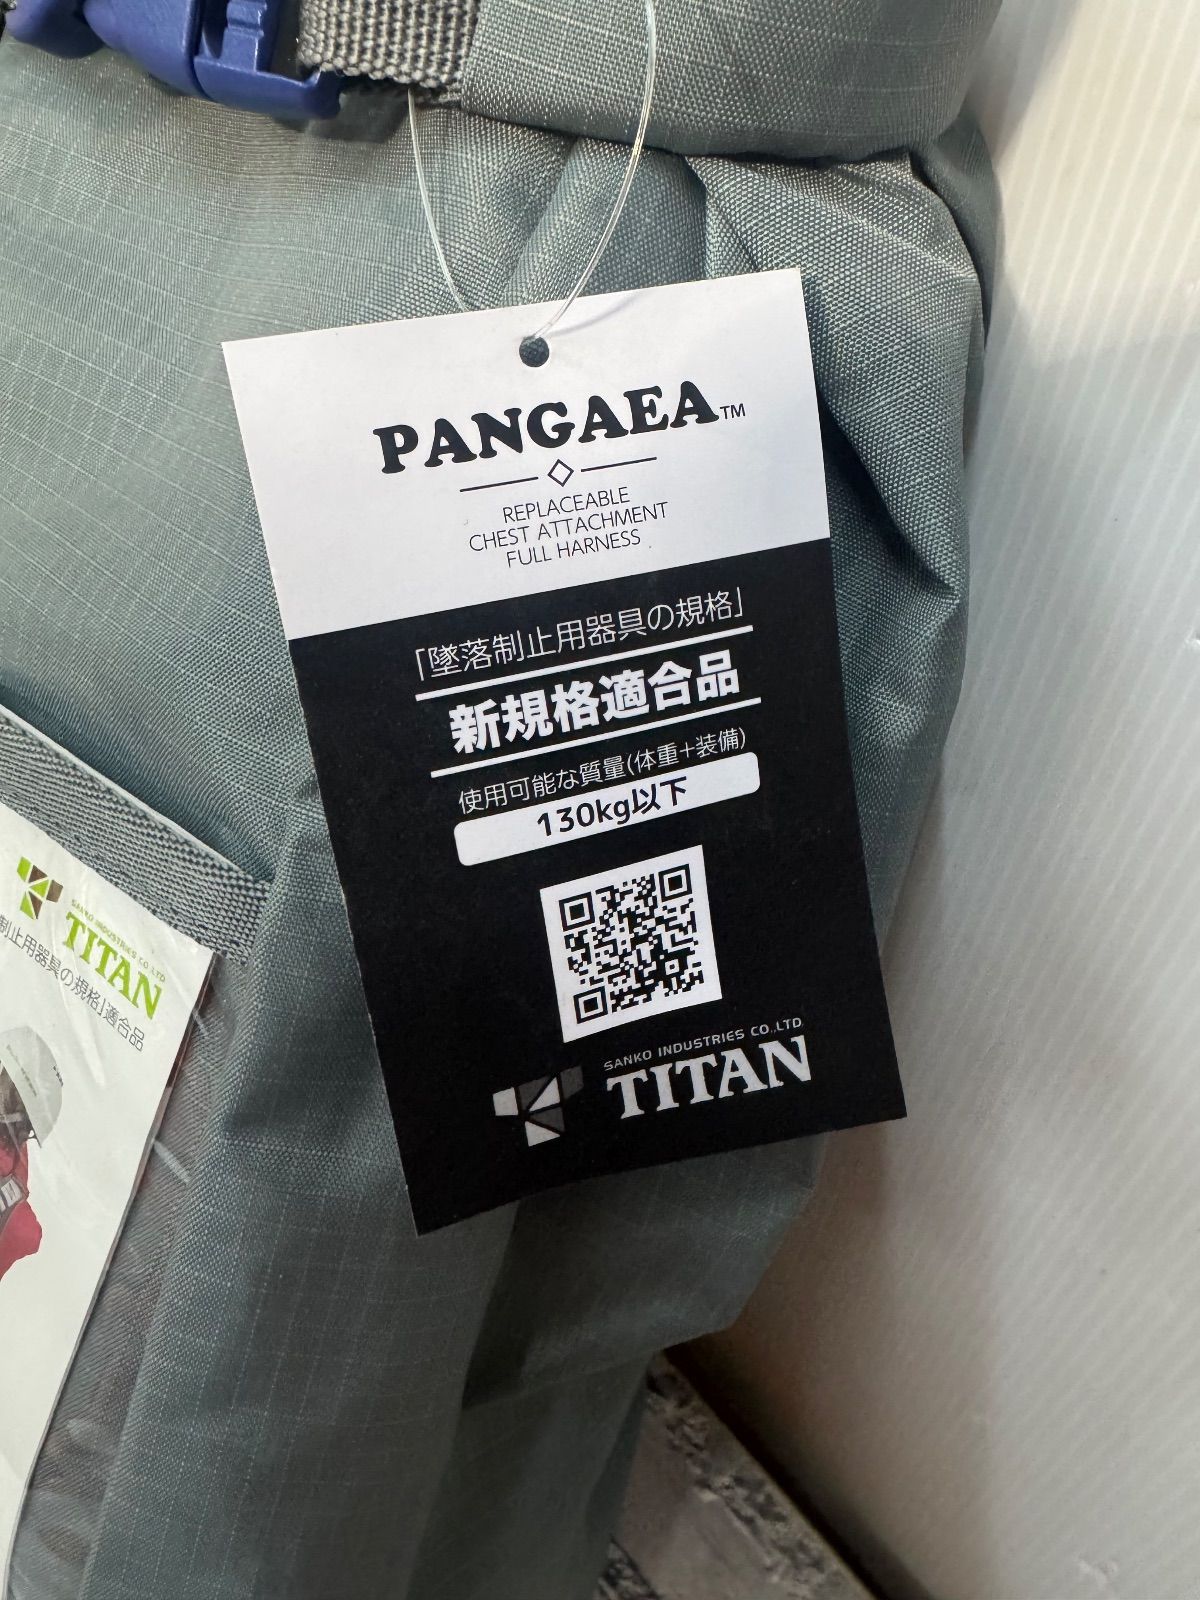 PANGAEA™
REPLACEABLE
CHEST ATTACHMENT
FULL HARNESS
「墜落制止用器具の規格」
新規格適合品
使用可能な質量(体重+装備)
130kg以下
SANKO INDUSTRIES CO.,LTD.
TITAN
SANKO INDUSTRIES CO LTD
TITAN
制止用器具の規格」適合品